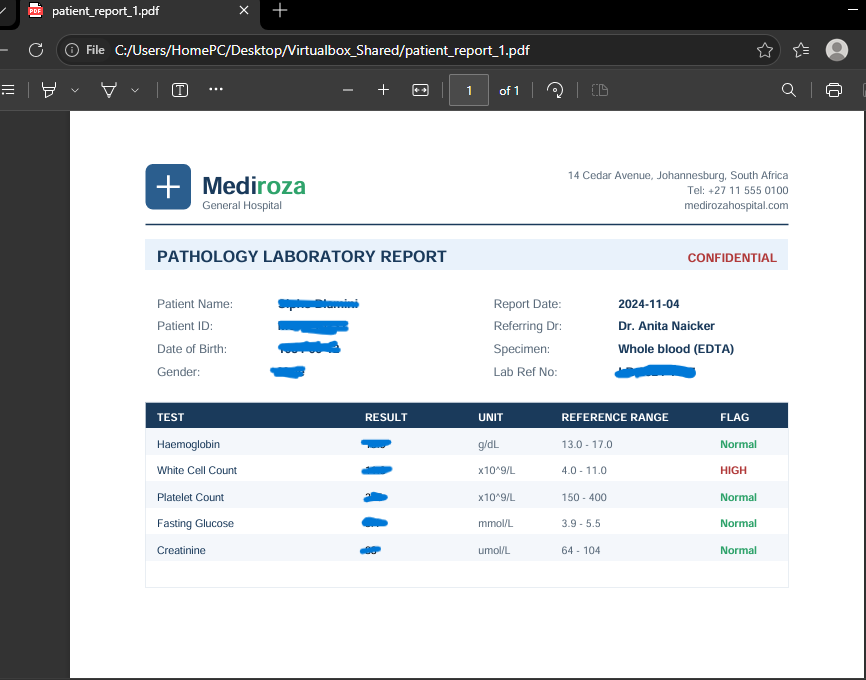 patient_report_1.pdf
File C:/Users/HomePC/Desktop/Virtualbox_Shared/patient_report_1.pdf
1 of 1
Mediroza
General Hospital
14 Cedar Avenue, Johannesburg, South Africa
Tel: +27 11 555 0100
medirozahospital.com
PATHOLOGY LABORATORY REPORT CONFIDENTIAL
Patient Name: Report Date: 2024-11-04
Patient ID: Referring Dr: Dr. Anita Naicker
Date of Birth: Specimen: Whole blood (EDTA)
Gender: Lab Ref No:
TEST RESULT UNIT REFERENCE RANGE FLAG
Haemoglobin g/dL 13.0 - 17.0 Normal
White Cell Count x10^9/L 4.0 - 11.0 HIGH
Platelet Count x10^9/L 150 - 400 Normal
Fasting Glucose mmol/L 3.9 - 5.5 Normal
Creatinine umol/L 64 - 104 Normal